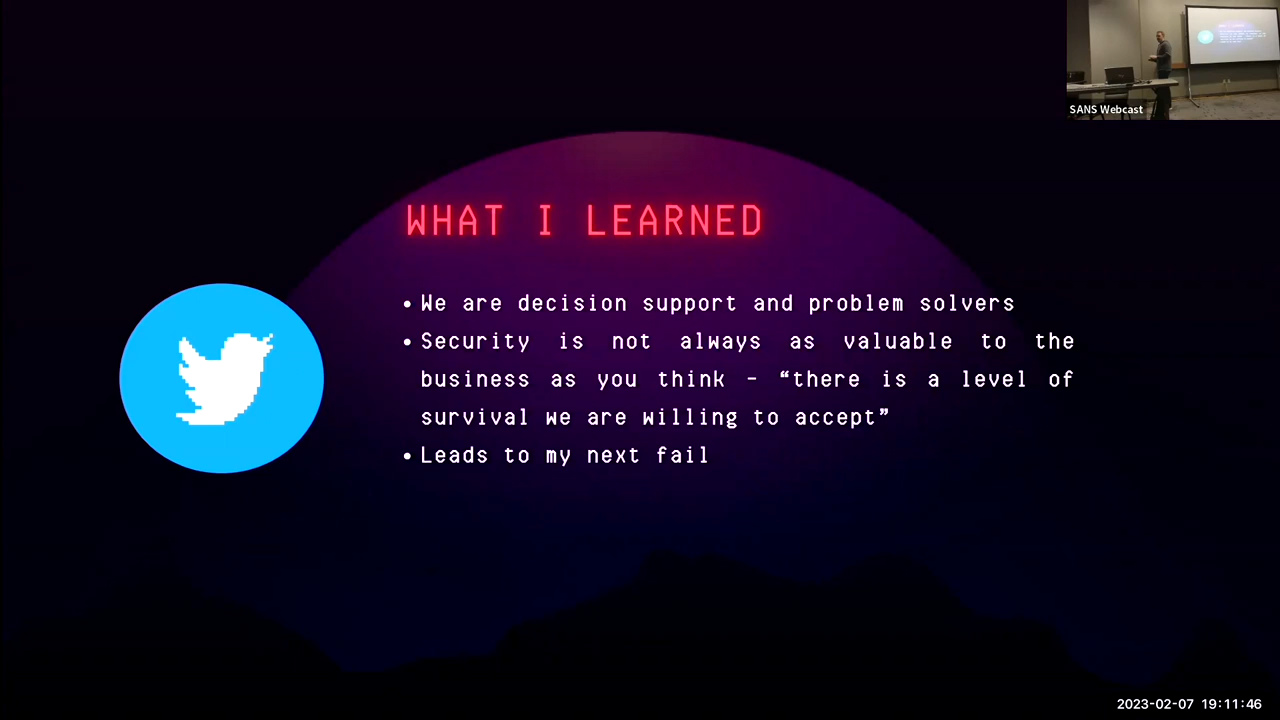 SANS Webcast
WHAT I LEARNED
• We are decision support and problem solvers
• Security is not always as valuable to the
business as you think - “there is a level of
survival we are willing to accept”
• Leads to my next fail
2023-02-07 19:11:46